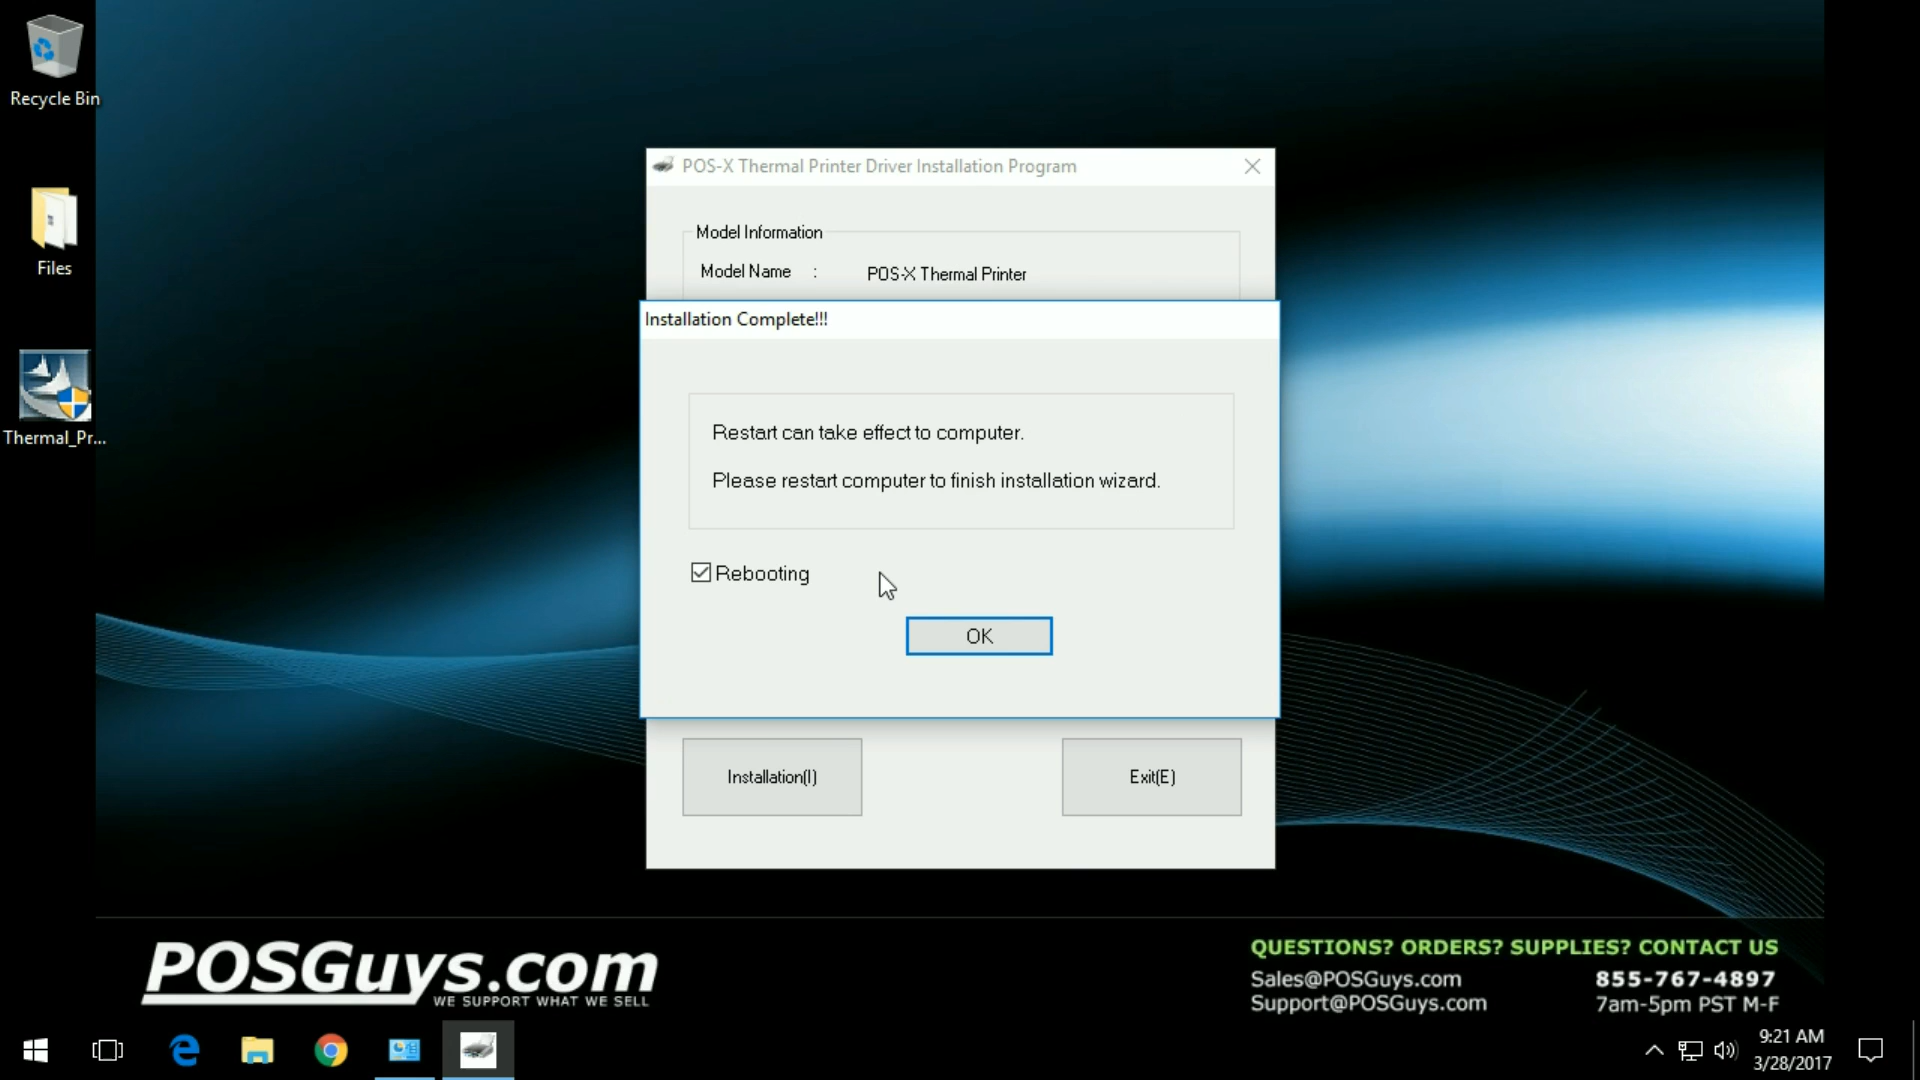 Recycle Bin
Files
Thermal_Pr...
POS-X Thermal Printer Driver Installation Program
Model Information
Model Name : POS-X Thermal Printer
Installation Complete!!!
Restart can take effect to computer.
Please restart computer to finish installation wizard.
Rebooting
OK
Installation(I)
Exit(E)
POSGuys.com
WE SUPPORT WHAT WE SELL
QUESTIONS? ORDERS? SUPPLIES? CONTACT US
Sales@POSGuys.com 855-767-4897
Support@POSGuys.com 7am-5pm PST M-F
9:21 AM
3/28/2017